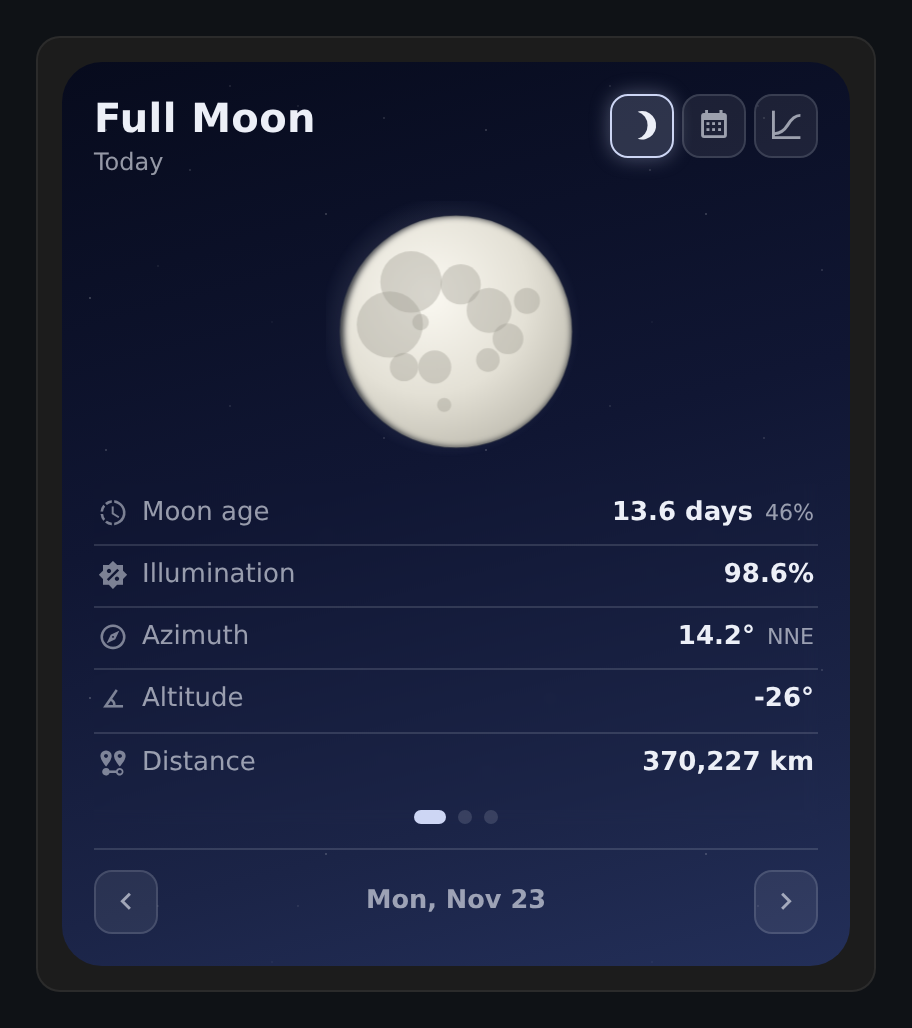 Full Moon
Today
Moon age 13.6 days 46%
Illumination 98.6%
Azimuth 14.2° NNE
Altitude -26°
Distance 370,227 km
Mon, Nov 23